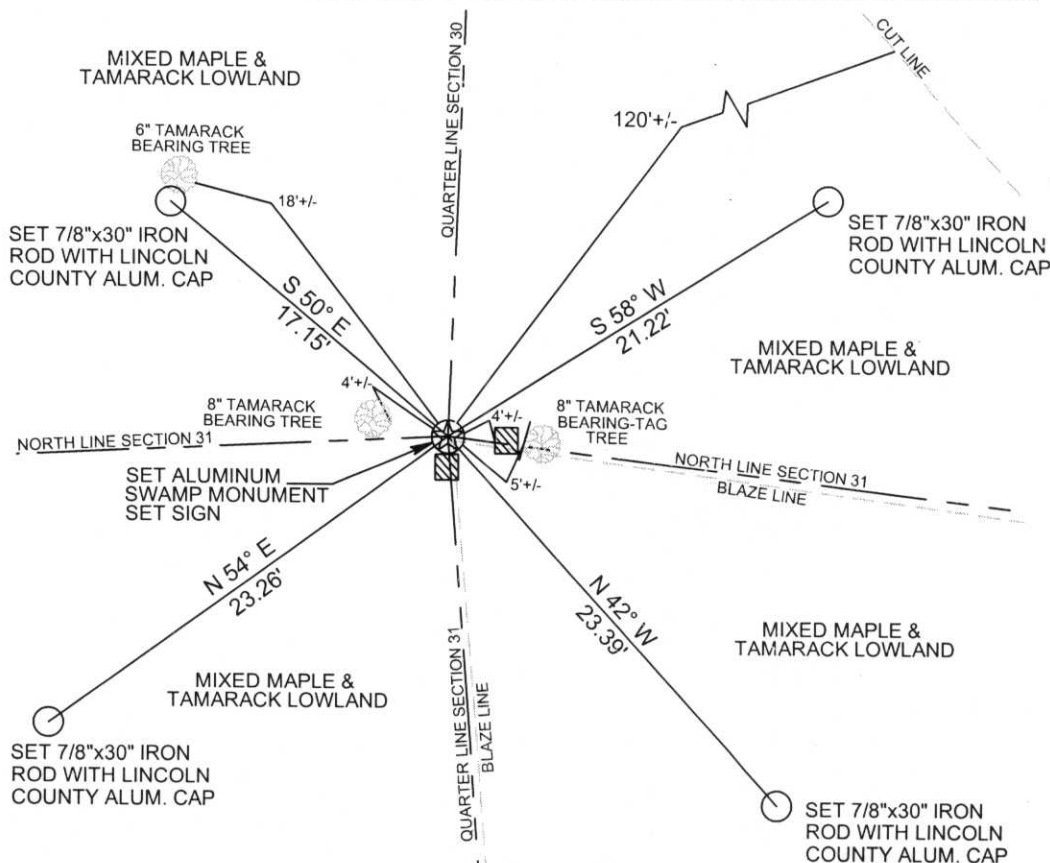 MIXED MAPLE &
TAMARACK LOWLAND
6" TAMARACK
BEARING TREE
18'+/-
SET 7/8"x30" IRON
ROD WITH LINCOLN
COUNTY ALUM. CAP
S 50° E
17.15'
QUARTER LINE SECTION 30
120'+/-
CUT LINE
SET 7/8"x30" IRON
ROD WITH LINCOLN
COUNTY ALUM. CAP
S 58° W
21.22'
MIXED MAPLE &
TAMARACK LOWLAND
4'+/-
8" TAMARACK
BEARING TREE
4'+/-
8" TAMARACK
BEARING-TAG
TREE
NORTH LINE SECTION 31
5'+/-
NORTH LINE SECTION 31
BLAZE LINE
SET ALUMINUM
SWAMP MONUMENT
SET SIGN
N 54° E
23.26'
N 42° W
23.39'
MIXED MAPLE &
TAMARACK LOWLAND
MIXED MAPLE &
TAMARACK LOWLAND
QUARTER LINE SECTION 31
BLAZE LINE
SET 7/8"x30" IRON
ROD WITH LINCOLN
COUNTY ALUM. CAP
SET 7/8"x30" IRON
ROD WITH LINCOLN
COUNTY ALUM. CAP